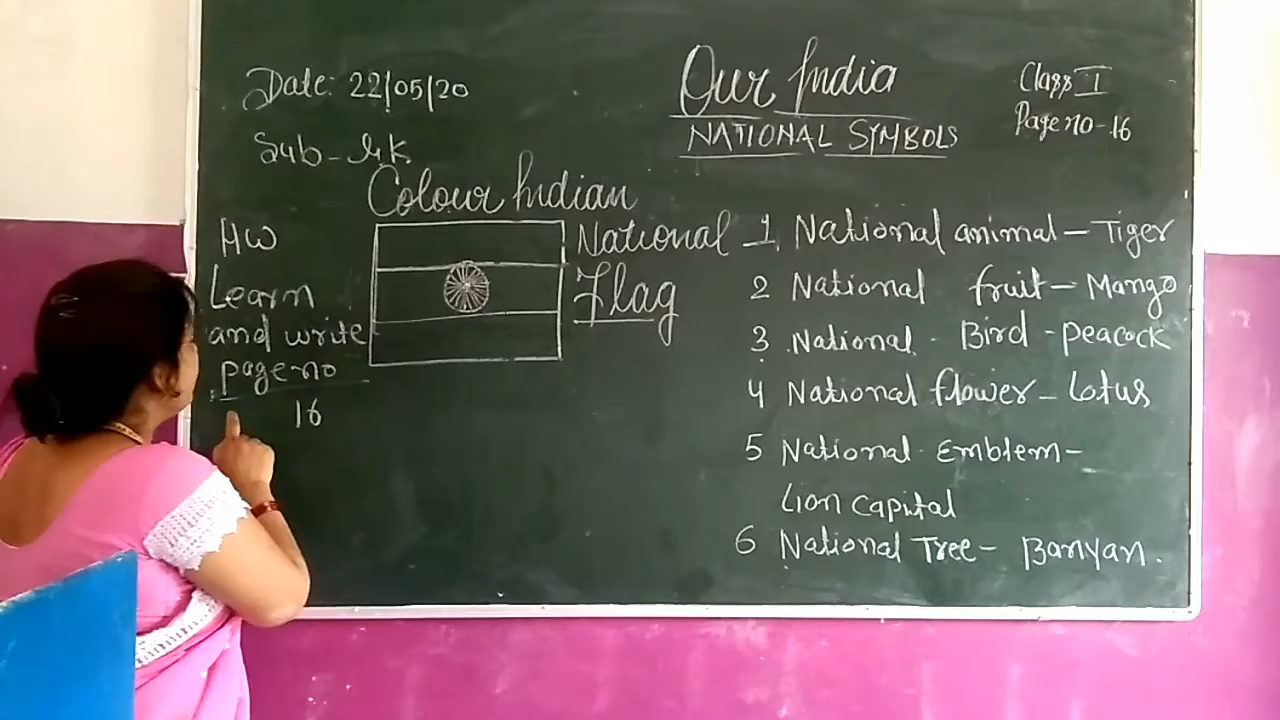 Date: 22/05/20
Sub - G.K
Our India
NATIONAL SYMBOLS
Class I
Page no - 16
HW
Learn
and write
page no
16
Colour Indian
National
Flag
1. National animal - Tiger
2 National fruit - Mango
3 National Bird - Peacock
4 National flower - Lotus
5 National Emblem -
Lion Capital
6 National Tree - Banyan.